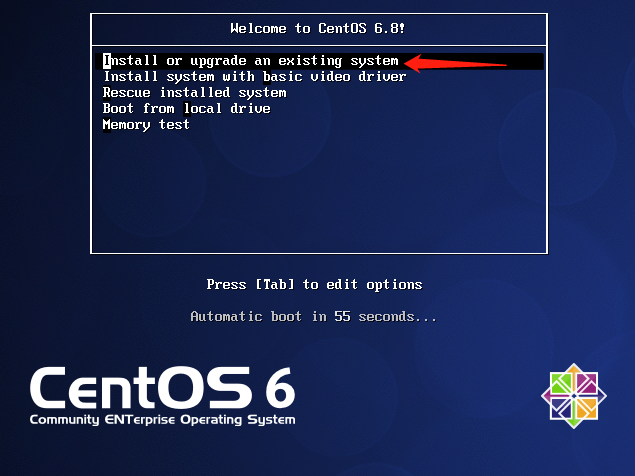 Welcome to CentOS 6.8!
Install or upgrade an existing system
Install system with basic video driver
Rescue installed system
Boot from local drive
Memory test
Press [Tab] to edit options
Automatic boot in 55 seconds...
CentOS 6
Community ENTerprise Operating System